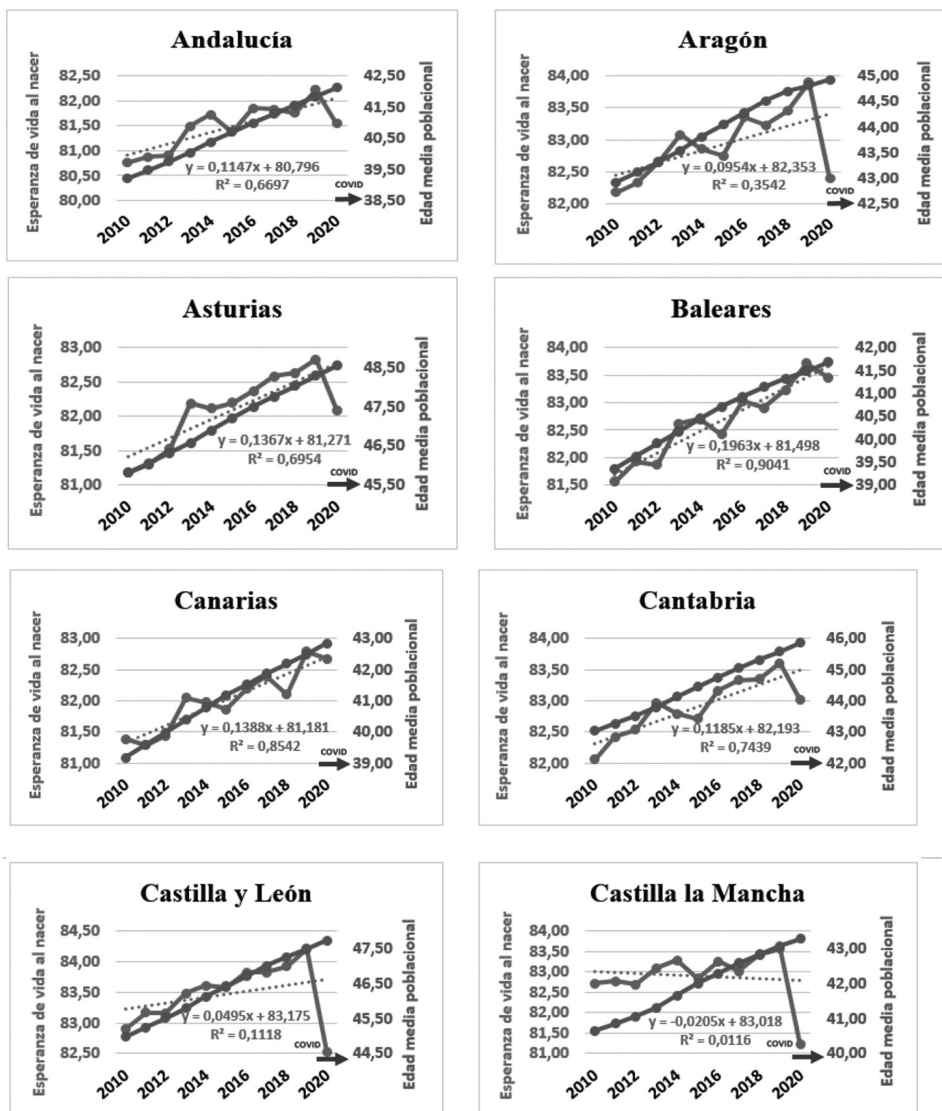 Andalucía
Esperanza de vida al nacer
82,50
82,00
81,50
81,00
80,50
80,00
y = 0,1147x + 80,796
R² = 0,6697
COVID
42,50
41,50
40,50
39,50
38,50
Edad media poblacional
2010
2012
2014
2016
2018
2020
Aragón
Esperanza de vida al nacer
84,00
83,50
83,00
82,50
82,00
y = 0,0954x + 82,353
R² = 0,3542
COVID
45,00
44,50
44,00
43,50
43,00
42,50
Edad media poblacional
2010
2012
2014
2016
2018
2020
Asturias
Esperanza de vida al nacer
83,00
82,50
82,00
81,50
81,00
y = 0,1367x + 81,271
R² = 0,6954
COVID
48,50
47,50
46,50
45,50
Edad media poblacional
2010
2012
2014
2016
2018
2020
Baleares
Esperanza de vida al nacer
84,00
83,50
83,00
82,50
82,00
81,50
y = 0,1963x + 81,498
R² = 0,9041
COVID
42,00
41,50
41,00
40,50
40,00
39,50
39,00
Edad media poblacional
2010
2012
2014
2016
2018
2020
Canarias
Esperanza de vida al nacer
83,00
82,50
82,00
81,50
81,00
y = 0,1388x + 81,181
R² = 0,8542
COVID
43,00
42,00
41,00
40,00
39,00
Edad media poblacional
2010
2012
2014
2016
2018
2020
Cantabria
Esperanza de vida al nacer
84,00
83,50
83,00
82,50
82,00
y = 0,1185x + 82,193
R² = 0,7439
COVID
46,00
45,00
44,00
43,00
42,00
Edad media poblacional
2010
2012
2014
2016
2018
2020
Castilla y León
Esperanza de vida al nacer
84,50
84,00
83,50
83,00
82,50
y = 0,0495x + 83,175
R² = 0,1118
COVID
47,50
46,50
45,50
44,50
Edad media poblacional
2010
2012
2014
2016
2018
2020
Castilla la Mancha
Esperanza de vida al nacer
84,00
83,50
83,00
82,50
82,00
81,50
81,00
y = -0,0205x + 83,018
R² = 0,0116
COVID
43,00
42,00
41,00
40,00
Edad media poblacional
2010
2012
2014
2016
2018
2020